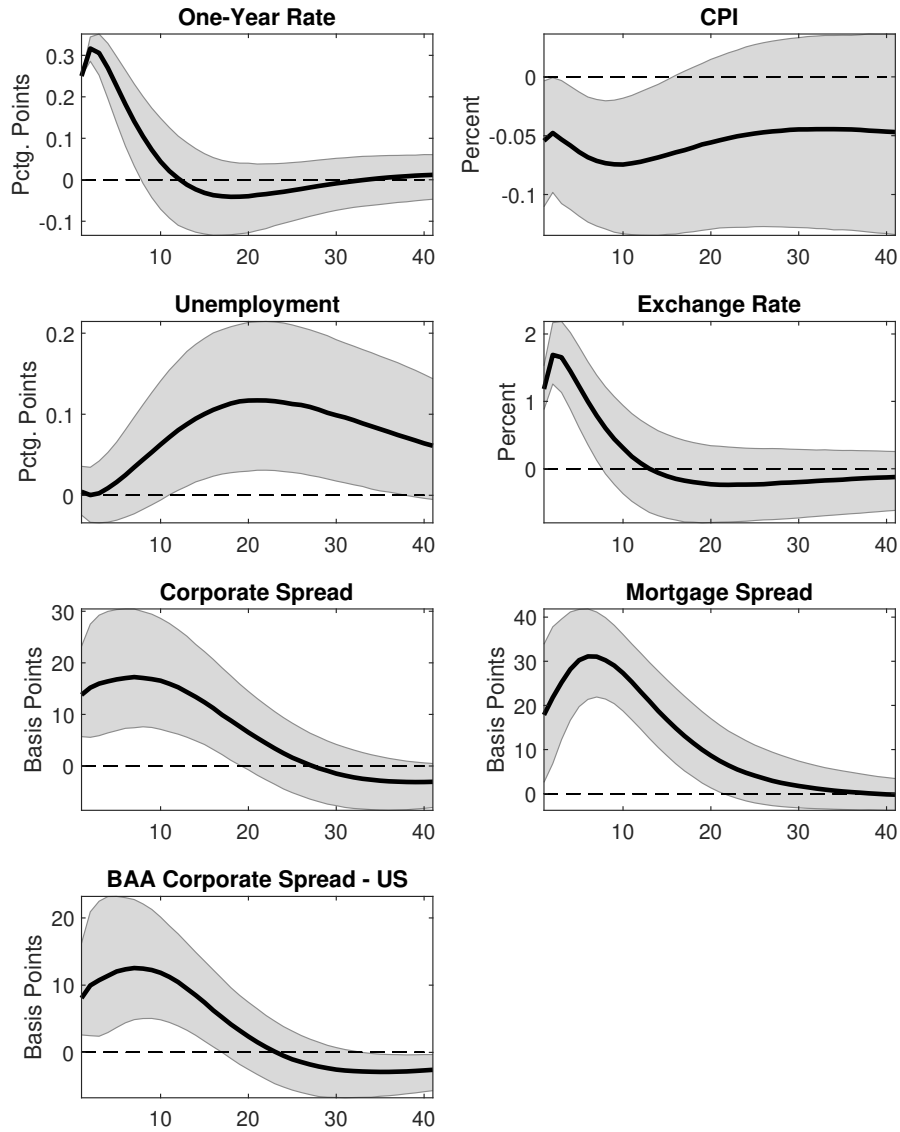 One-Year Rate
Pctg. Points
0.3
0.2
0.1
0
-0.1
10 20 30 40
CPI
Percent
0
-0.05
-0.1
10 20 30 40
Unemployment
Pctg. Points
0.2
0.1
0
10 20 30 40
Exchange Rate
Percent
2
1
0
10 20 30 40
Corporate Spread
Basis Points
30
20
10
0
10 20 30 40
Mortgage Spread
Basis Points
40
30
20
10
0
10 20 30 40
BAA Corporate Spread - US
Basis Points
20
10
0
10 20 30 40